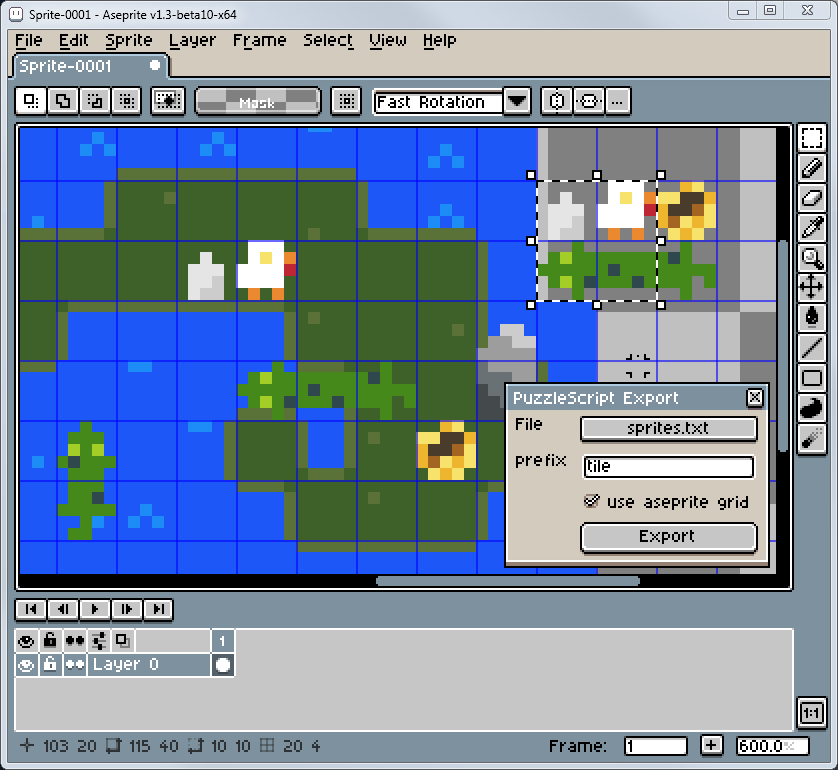 Sprite-0001 - Aseprite v1.3-beta10-x64
File Edit Sprite Layer Frame Select View Help
Sprite-0001
Mask Fast Rotation ...
PuzzleScript Export
File sprites.txt
prefix tile
use aseprite grid
Export
1
Layer 0
1:1
103 20 115 40 10 10 20 4 Frame: 1 + 600.0%